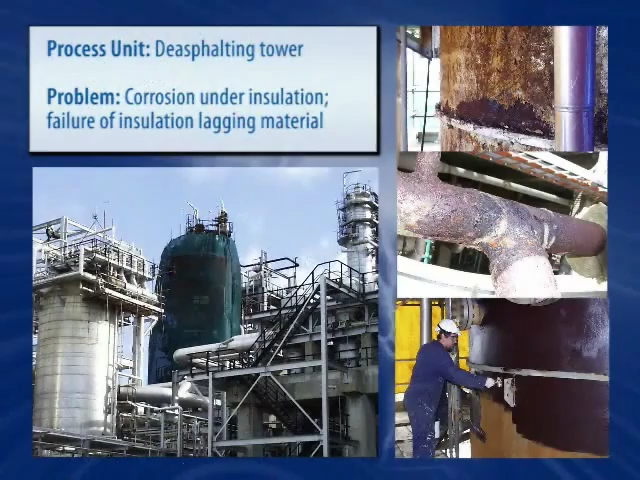 Process Unit: Deasphalting tower
Problem: Corrosion under insulation;
failure of insulation lagging material